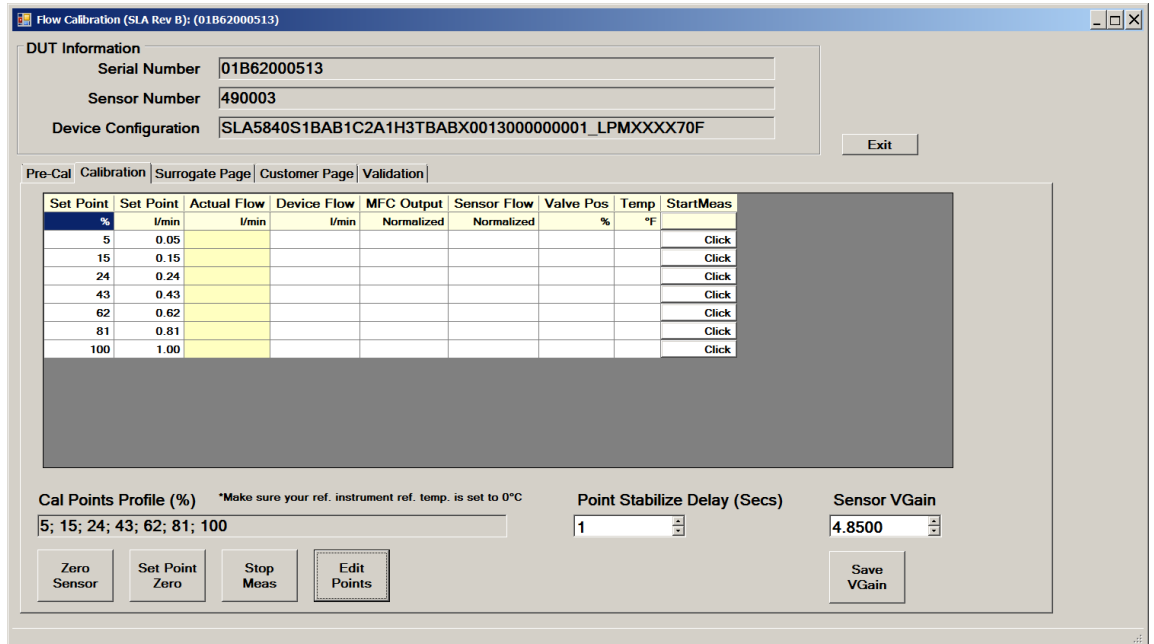 Flow Calibration (SLA Rev B): (01B62000513)
DUT Information
Serial Number 01B62000513
Sensor Number 490003
Device Configuration SLA5840S1BAB1C2A1H3TBABX0013000000001_LPMXXXX70F
Exit
Pre-Cal Calibration Surrogate Page Customer Page Validation
Set Point Set Point Actual Flow Device Flow MFC Output Sensor Flow Valve Pos Temp StartMeas
% l/min l/min l/min Normalized Normalized % °F
5 0.05 Click
15 0.15 Click
24 0.24 Click
43 0.43 Click
62 0.62 Click
81 0.81 Click
100 1.00 Click
Cal Points Profile (%) *Make sure your ref. instrument ref. temp. is set to 0°C Point Stabilize Delay (Secs) Sensor VGain
5; 15; 24; 43; 62; 81; 100 1 4.8500
Zero Sensor Set Point Zero Stop Meas Edit Points Save VGain